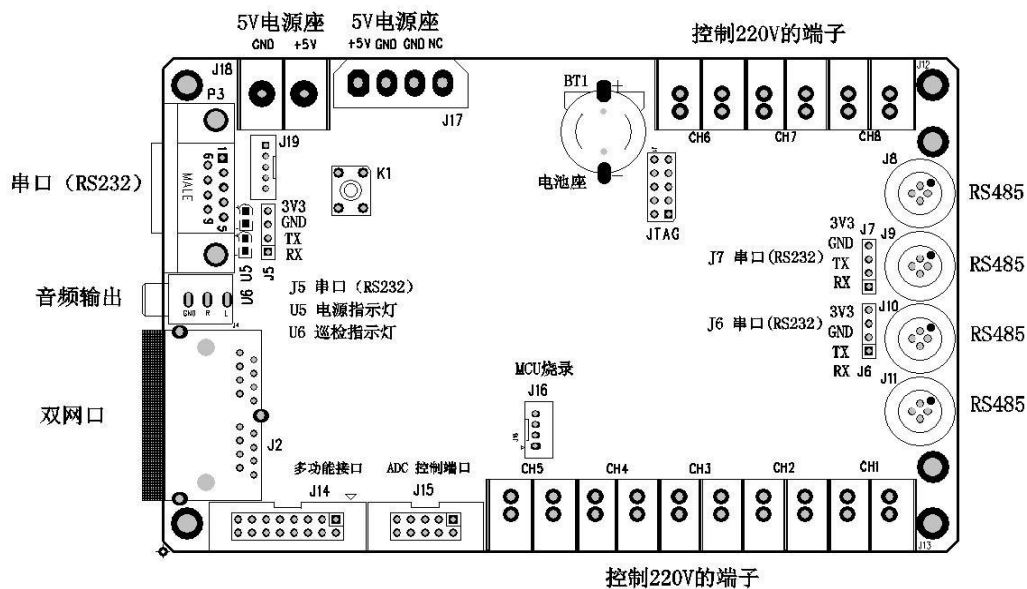 5V电源座 5V电源座 控制220V的端子
GND +5V +5V GND GND NC
J18 J12
P3
BT1
J17
CH6 CH7 CH8
J19
J8
串口（RS232） MALE 1 6 5 9
K1
电池座
RS485
3V3
GND
TX
RX
JTAG
3V3 J7 J9
GND
TX
RX
J7 串口(RS232) RS485
U5 J5
U6
音频输出
GND R L
J4
J5 串口（RS232）
U5 电源指示灯
U6 巡检指示灯
J10
3V3
GND
TX
RX J6
J6 串口(RS232) RS485
MCU烧录
J16
J16
J11
RS485
双网口 J2
多功能接口 ADC 控制端口
J14 J15
CH5 CH4 CH3 CH2 CH1
J13
控制220V的端子